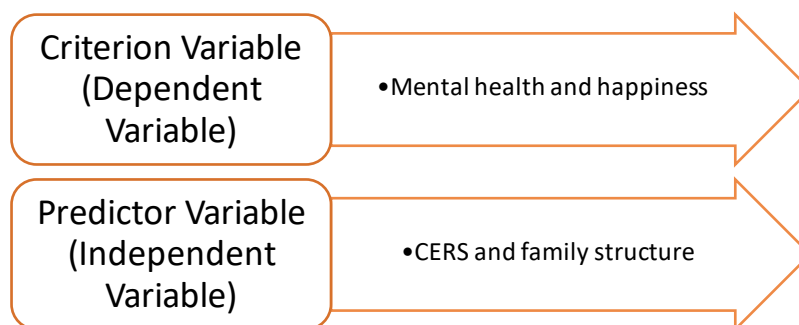 Criterion Variable
(Dependent
Variable)
•Mental health and happiness
Predictor Variable
(Independent
Variable)
•CERS and family structure